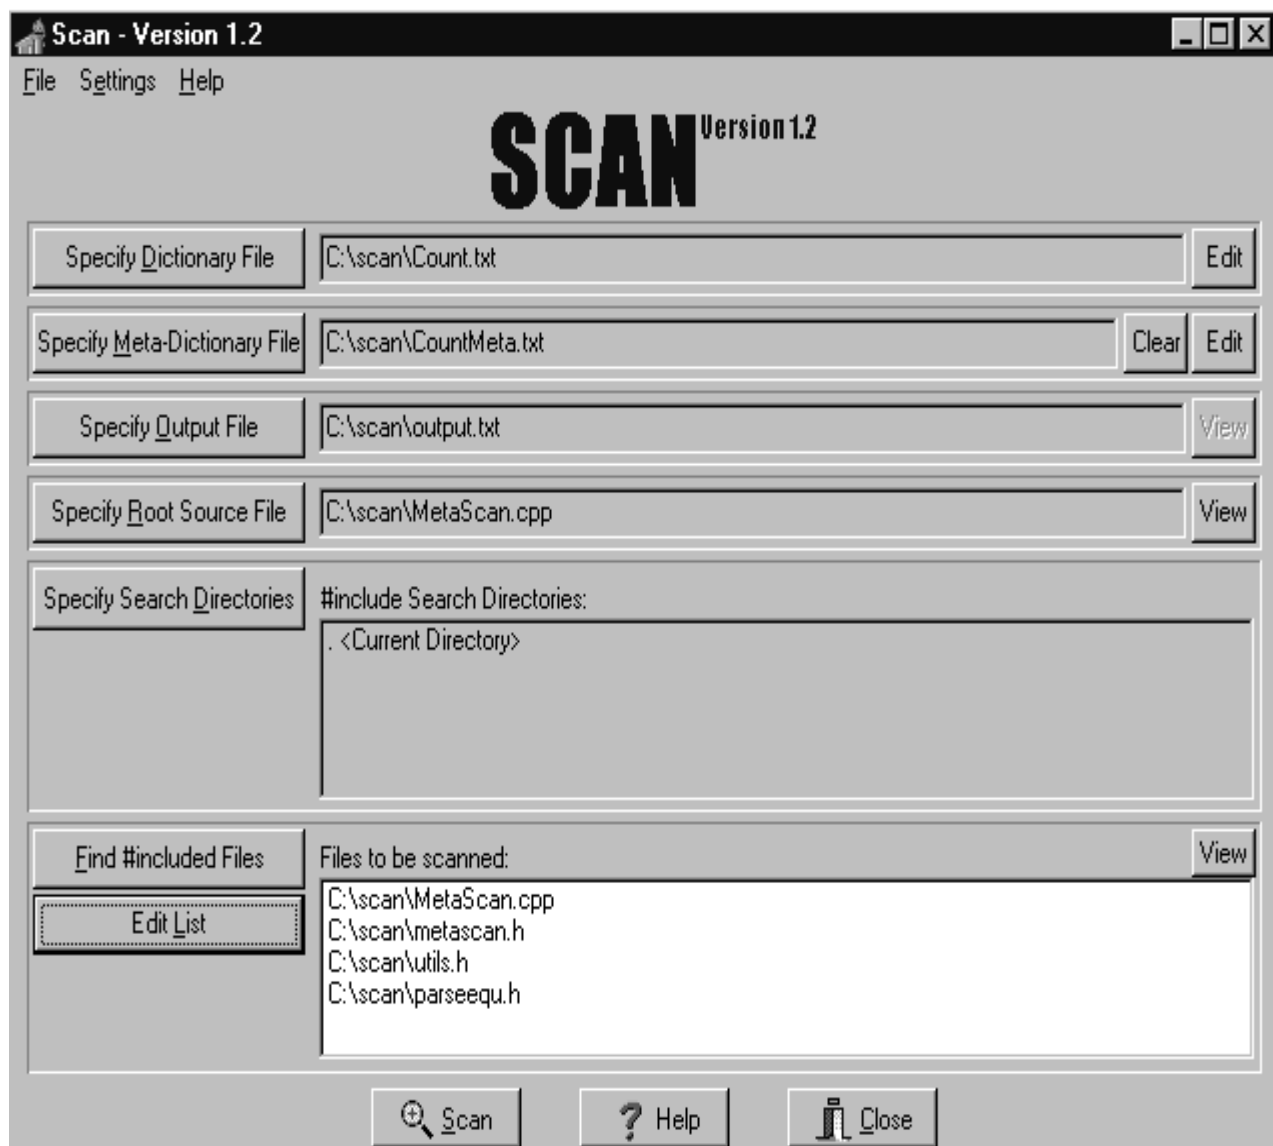 Scan - Version 1.2
File Settings Help
SCAN Version 1.2
Specify Dictionary File C:\scan\Count.txt Edit
Specify Meta-Dictionary File C:\scan\CountMeta.txt Clear Edit
Specify Output File C:\scan\output.txt View
Specify Root Source File C:\scan\MetaScan.cpp View
Specify Search Directories #include Search Directories:
. <Current Directory>
Find #included Files Files to be scanned: View
C:\scan\MetaScan.cpp
Edit List
C:\scan\metascan.h
C:\scan\utils.h
C:\scan\parseequ.h
Scan ? Help Close